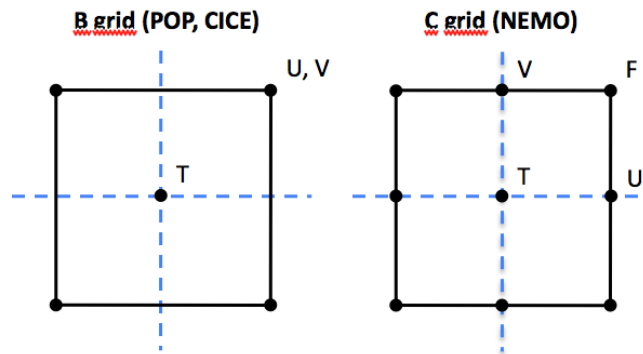 B grid (POP, CICE)
U, V
T
C grid (NEMO)
V
F
T
U